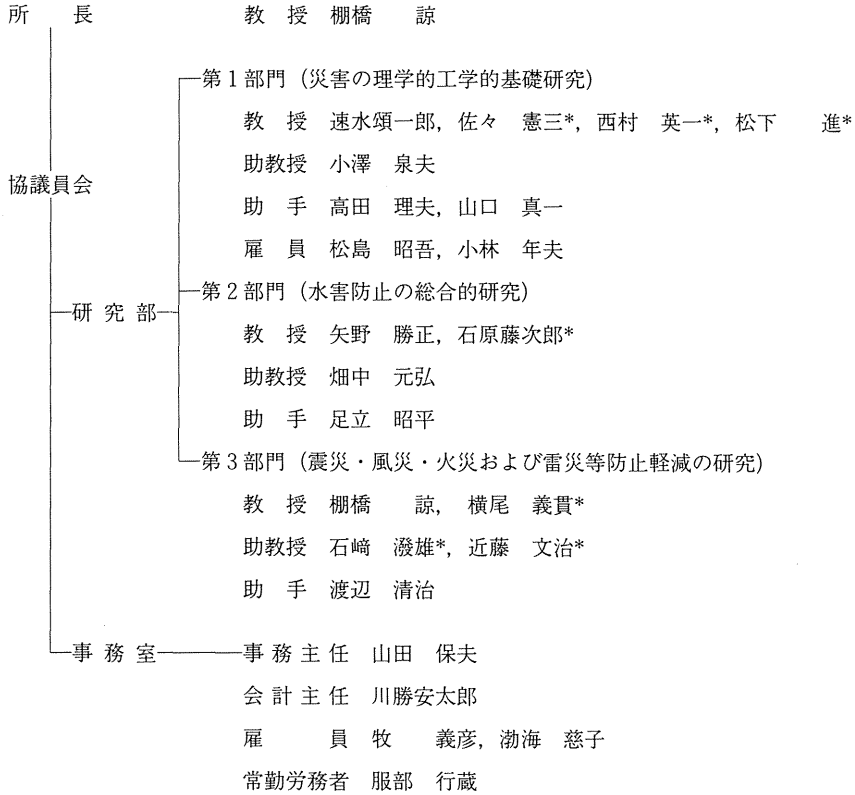 所　長　教　授　棚橋　諒
第1部門（災害の理学的工学的基礎研究）
教　授　速水頌一郎，佐々　憲三*，西村　英一*，松下　進*
助教授　小澤　泉夫
協議員会
助　手　高田　理夫，山口　真一
雇　員　松島　昭吾，小林　年夫
第2部門（水害防止の総合的研究）
研究部
教　授　矢野　勝正，石原藤次郎*
助教授　畑中　元弘
助　手　足立　昭平
第3部門（震災・風災・火災および雷災等防止軽減の研究）
教　授　棚橋　諒，横尾　義貫*
助教授　石﨑　潑雄*，近藤　文治*
助　手　渡辺　清治
事務室　事務主任　山田　保夫
会計主任　川勝安太郎
雇　員　牧　義彦，渤海　慈子
常勤労務者　服部　行蔵